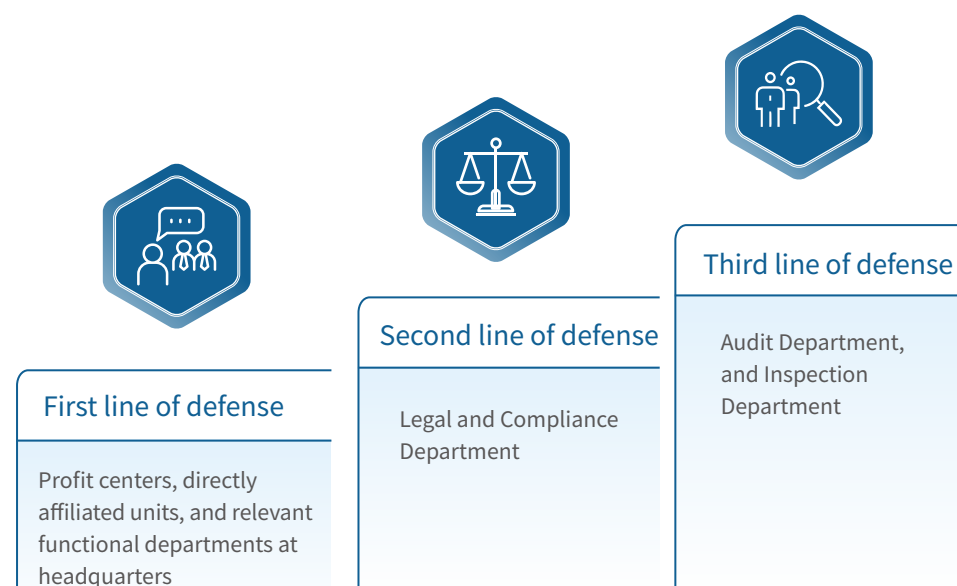 First line of defense
Profit centers, directly
affiliated units, and relevant
functional departments at
headquarters
Second line of defense
Legal and Compliance
Department
Third line of defense
Audit Department,
and Inspection
Department